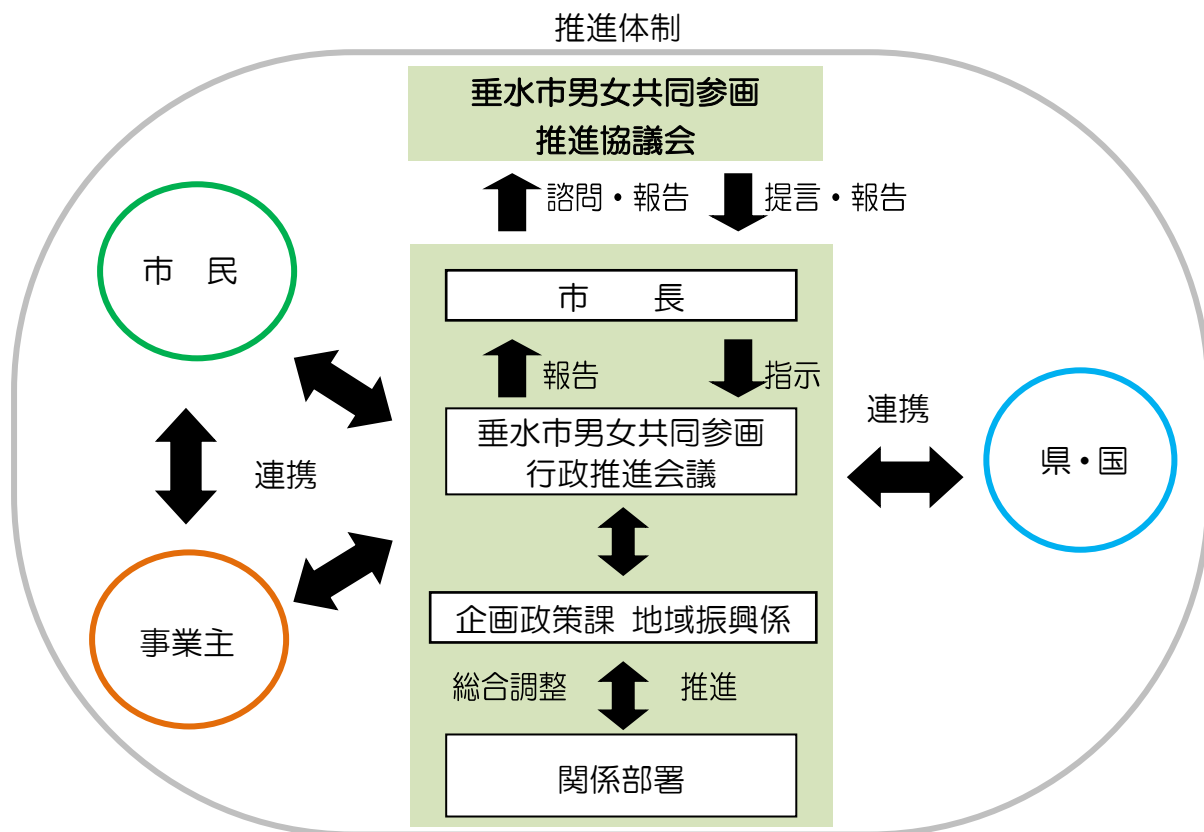 推進体制
垂水市男女共同参画
推進協議会
諮問・報告
提言・報告
市　民
市　　長
報告
指示
垂水市男女共同参画
行政推進会議
連携
県・国
連携
事業主
企画政策課 地域振興係
総合調整
推進
関係部署